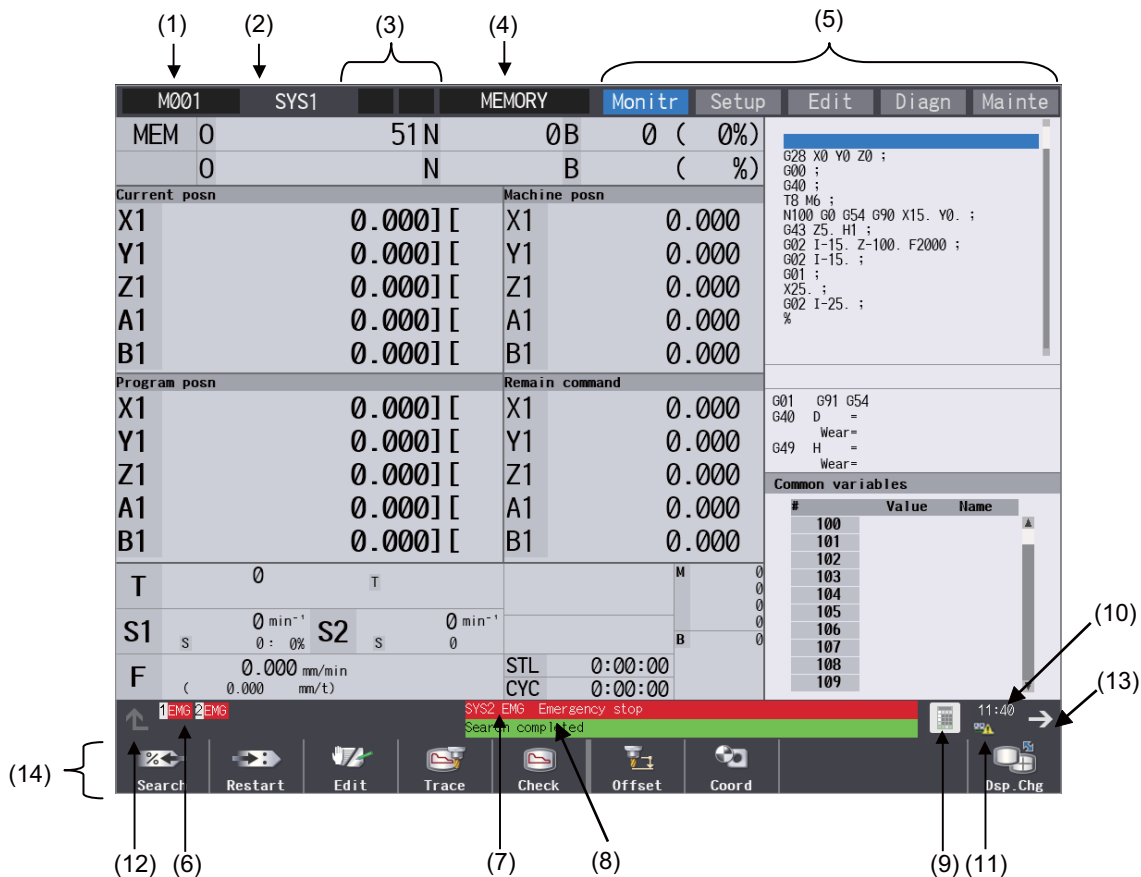 (1) (2) (3) (4) (5)
M001 SYS1 MEMORY Monitr Setup Edit Diagn Mainte
MEM O 51 N 0 B 0 ( 0%)
O N B ( %)
G28 X0 Y0 Z0 ;
G00 ;
G40 ;
T8 M6 ;
N100 G0 G54 G90 X15. Y0. ;
G43 Z5. H1 ;
G02 I-15. Z-100. F2000 ;
G02 I-15. ;
G01 ;
X25. ;
G02 I-25. ;
%
Current posn
X1 0.000][
Y1 0.000][
Z1 0.000][
A1 0.000][
B1 0.000][
Machine posn
X1 0.000
Y1 0.000
Z1 0.000
A1 0.000
B1 0.000
Program posn
X1 0.000][
Y1 0.000][
Z1 0.000][
A1 0.000][
B1 0.000][
Remain command
X1 0.000
Y1 0.000
Z1 0.000
A1 0.000
B1 0.000
G01 G91 G54
G40 D =
Wear=
G49 H =
Wear=
Common variables
# Value Name
100
101
102
103
104
105
106
107
108
109
T 0 T
S1 0 min⁻¹ S2 0 min⁻¹
S 0 : 0% S 0
F 0.000 mm/min
( 0.000 mm/t)
M 0
0
0
0
B 0
STL 0:00:00
CYC 0:00:00
(10)
(13)
1 EMG 2 EMG SYS2 EMG Emergency stop 11:40
Search completed
(14)
Search Restart Edit Trace Check Offset Coord Dsp.Chg
(12) (6) (7) (8) (9) (11)